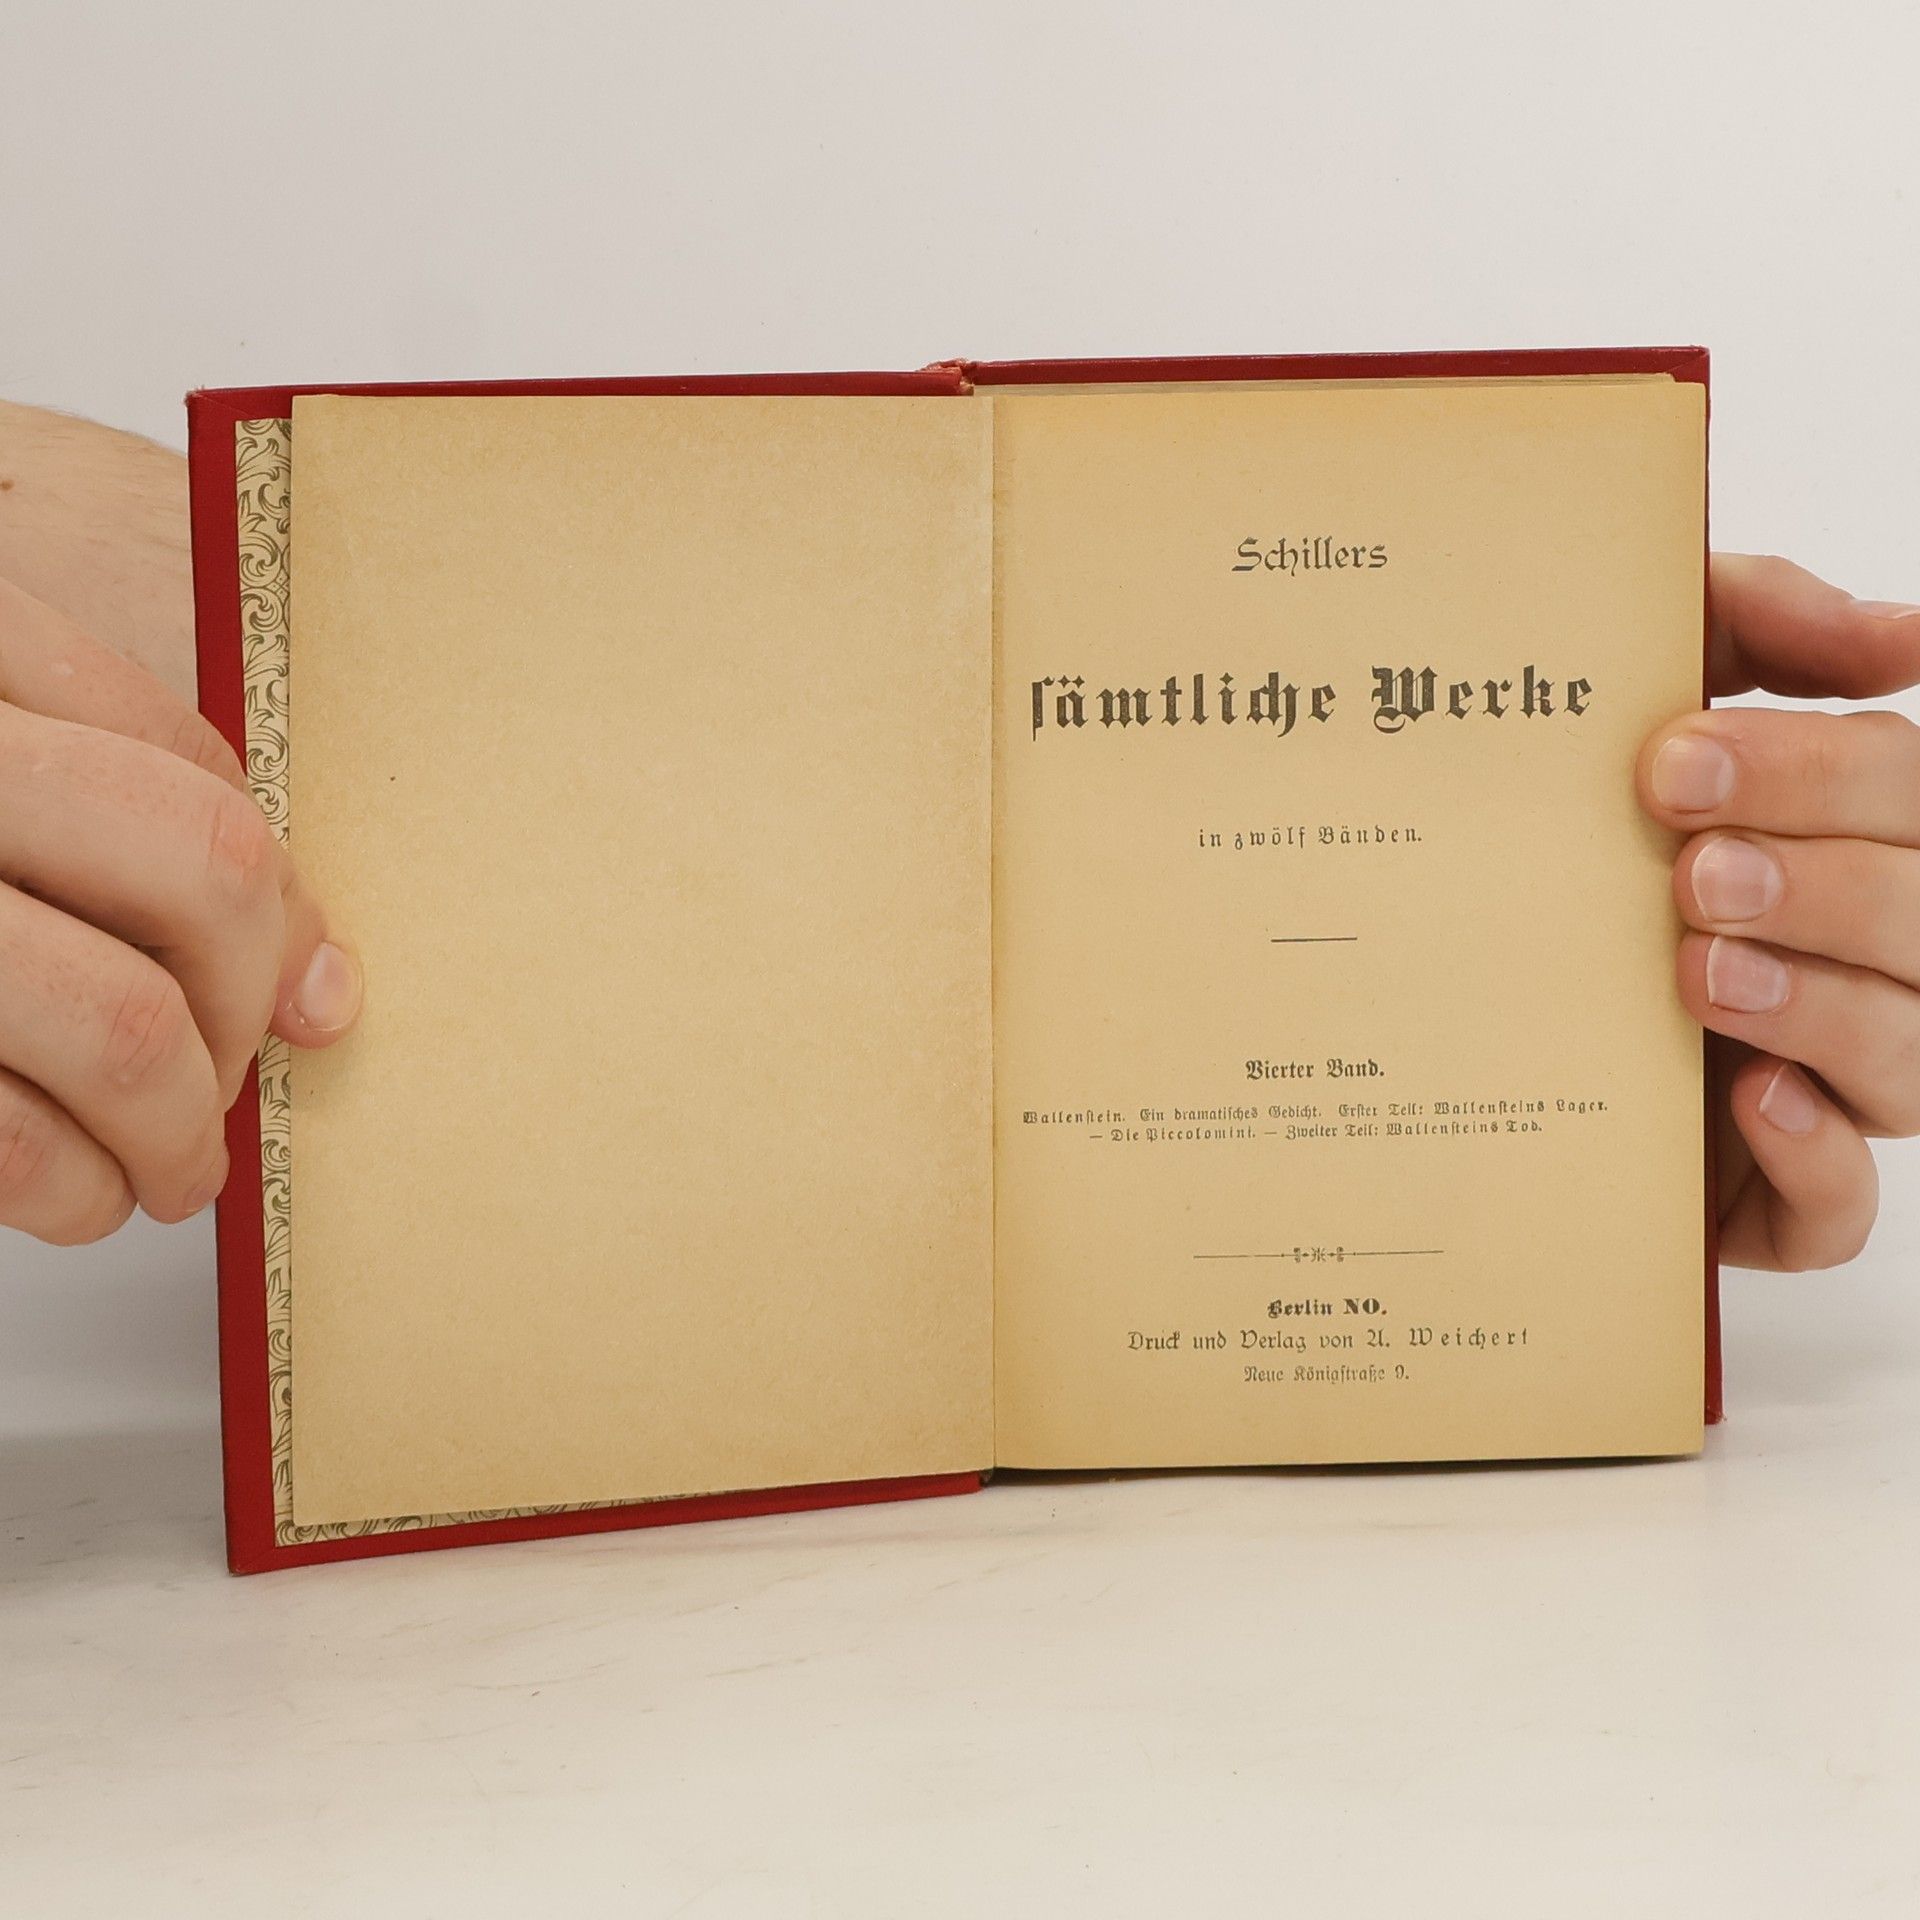 Schillers
sämtliche Werke
in zwölf Bänden.
Vierter Band.
Wallenstein. Ein dramatisches Gedicht. Erster Teil: Wallensteins Lager.
— Die Piccolomini. — Zweiter Teil: Wallensteins Tod.
Berlin NO.
Druck und Verlag von A. Weichert
Neue Königstraße 9.